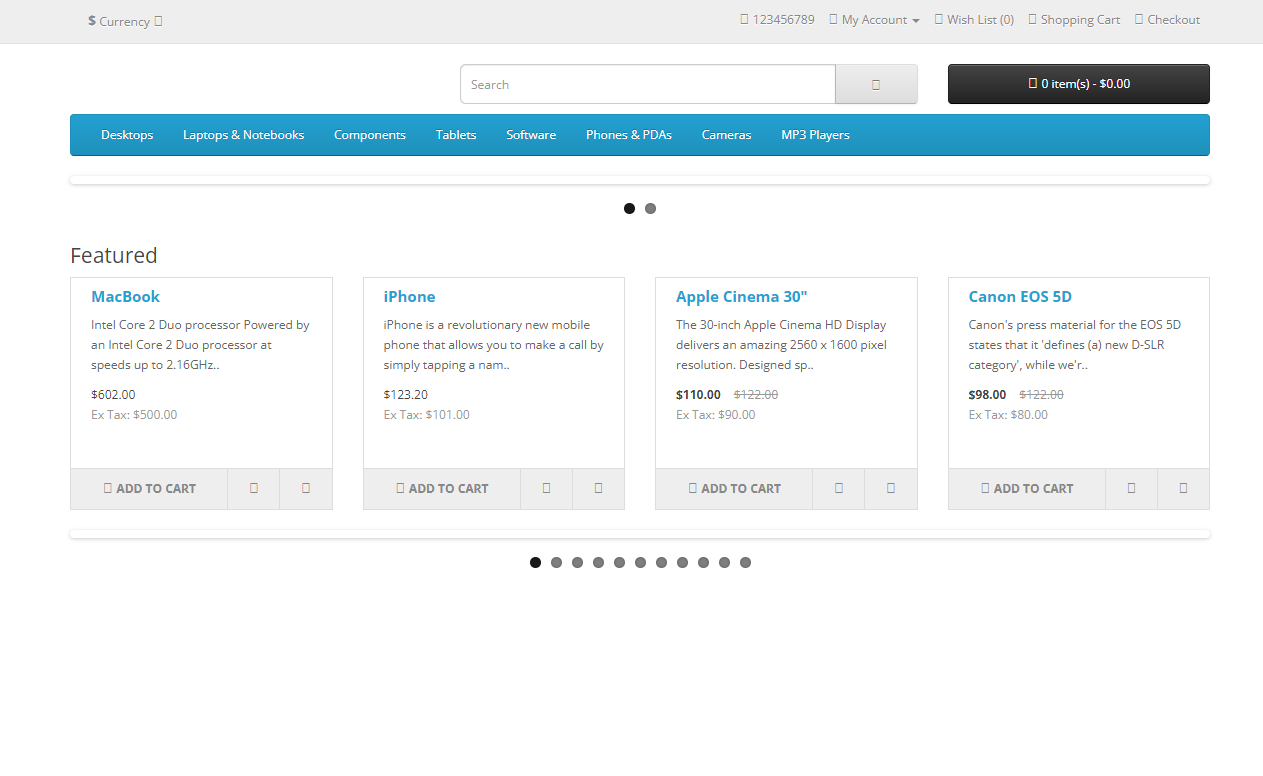 $ Currency
123456789 My Account Wish List (0) Shopping Cart Checkout
Search
0 item(s) - $0.00
Desktops Laptops & Notebooks Components Tablets Software Phones & PDAs Cameras MP3 Players
Featured
MacBook
Intel Core 2 Duo processor Powered by
an Intel Core 2 Duo processor at
speeds up to 2.16GHz..
$602.00
Ex Tax: $500.00
ADD TO CART
iPhone
iPhone is a revolutionary new mobile
phone that allows you to make a call by
simply tapping a nam..
$123.20
Ex Tax: $101.00
ADD TO CART
Apple Cinema 30"
The 30-inch Apple Cinema HD Display
delivers an amazing 2560 x 1600 pixel
resolution. Designed sp..
$110.00 $122.00
Ex Tax: $90.00
ADD TO CART
Canon EOS 5D
Canon's press material for the EOS 5D
states that it 'defines (a) new D-SLR
category', while we'r..
$98.00 $122.00
Ex Tax: $80.00
ADD TO CART